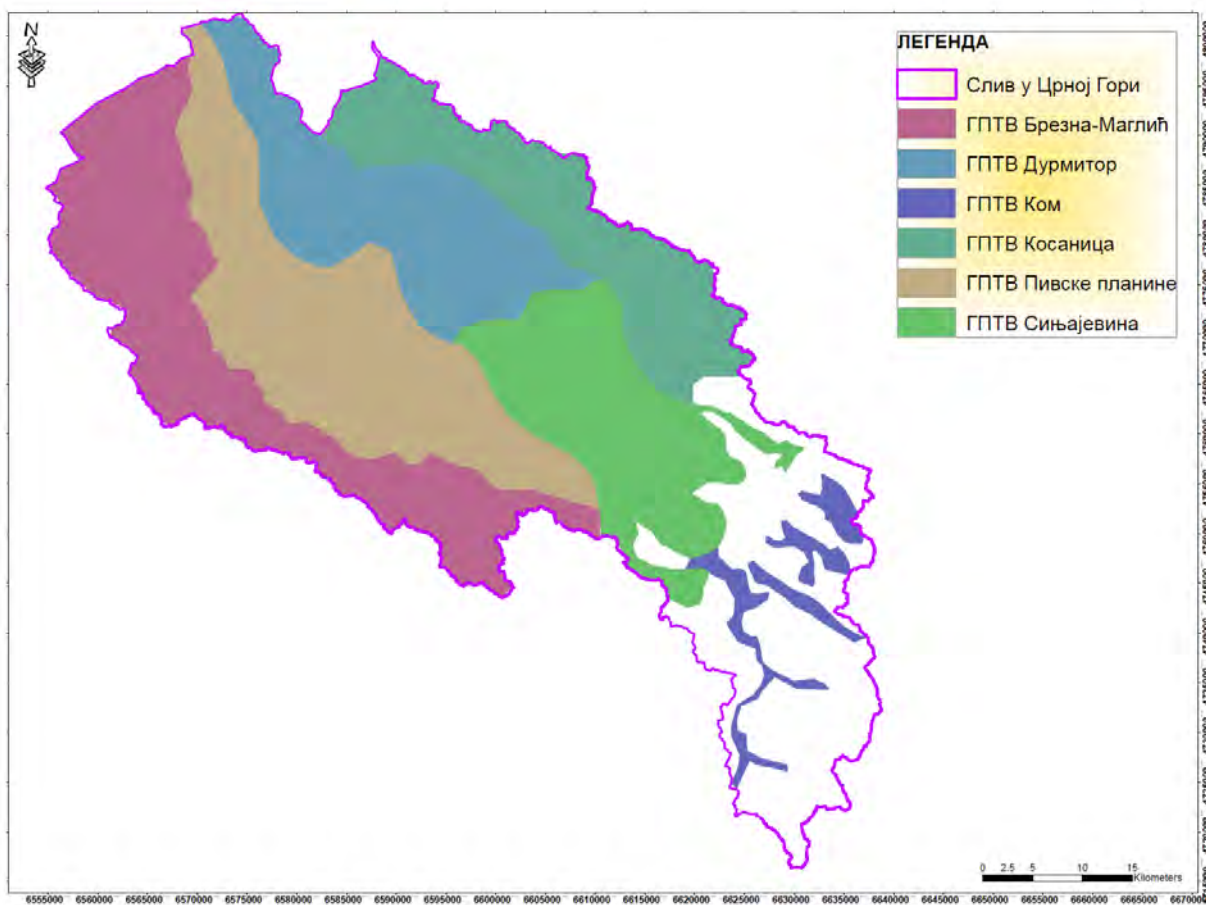 N
ЛЕГЕНДА
Слив у Црној Гори
ГПТВ Брезна-Маглић
ГПТВ Дурмитор
ГПТВ Ком
ГПТВ Косаница
ГПТВ Пивске планине
ГПТВ Сињајевина
0 2.5 5 10 15
Kilometers
6555000 6560000 6565000 6570000 6575000 6580000 6585000 6590000 6595000 6600000 6605000 6610000 6615000 6620000 6625000 6630000 6635000 6640000 6645000 6650000 6655000 6660000 6665000 6670000